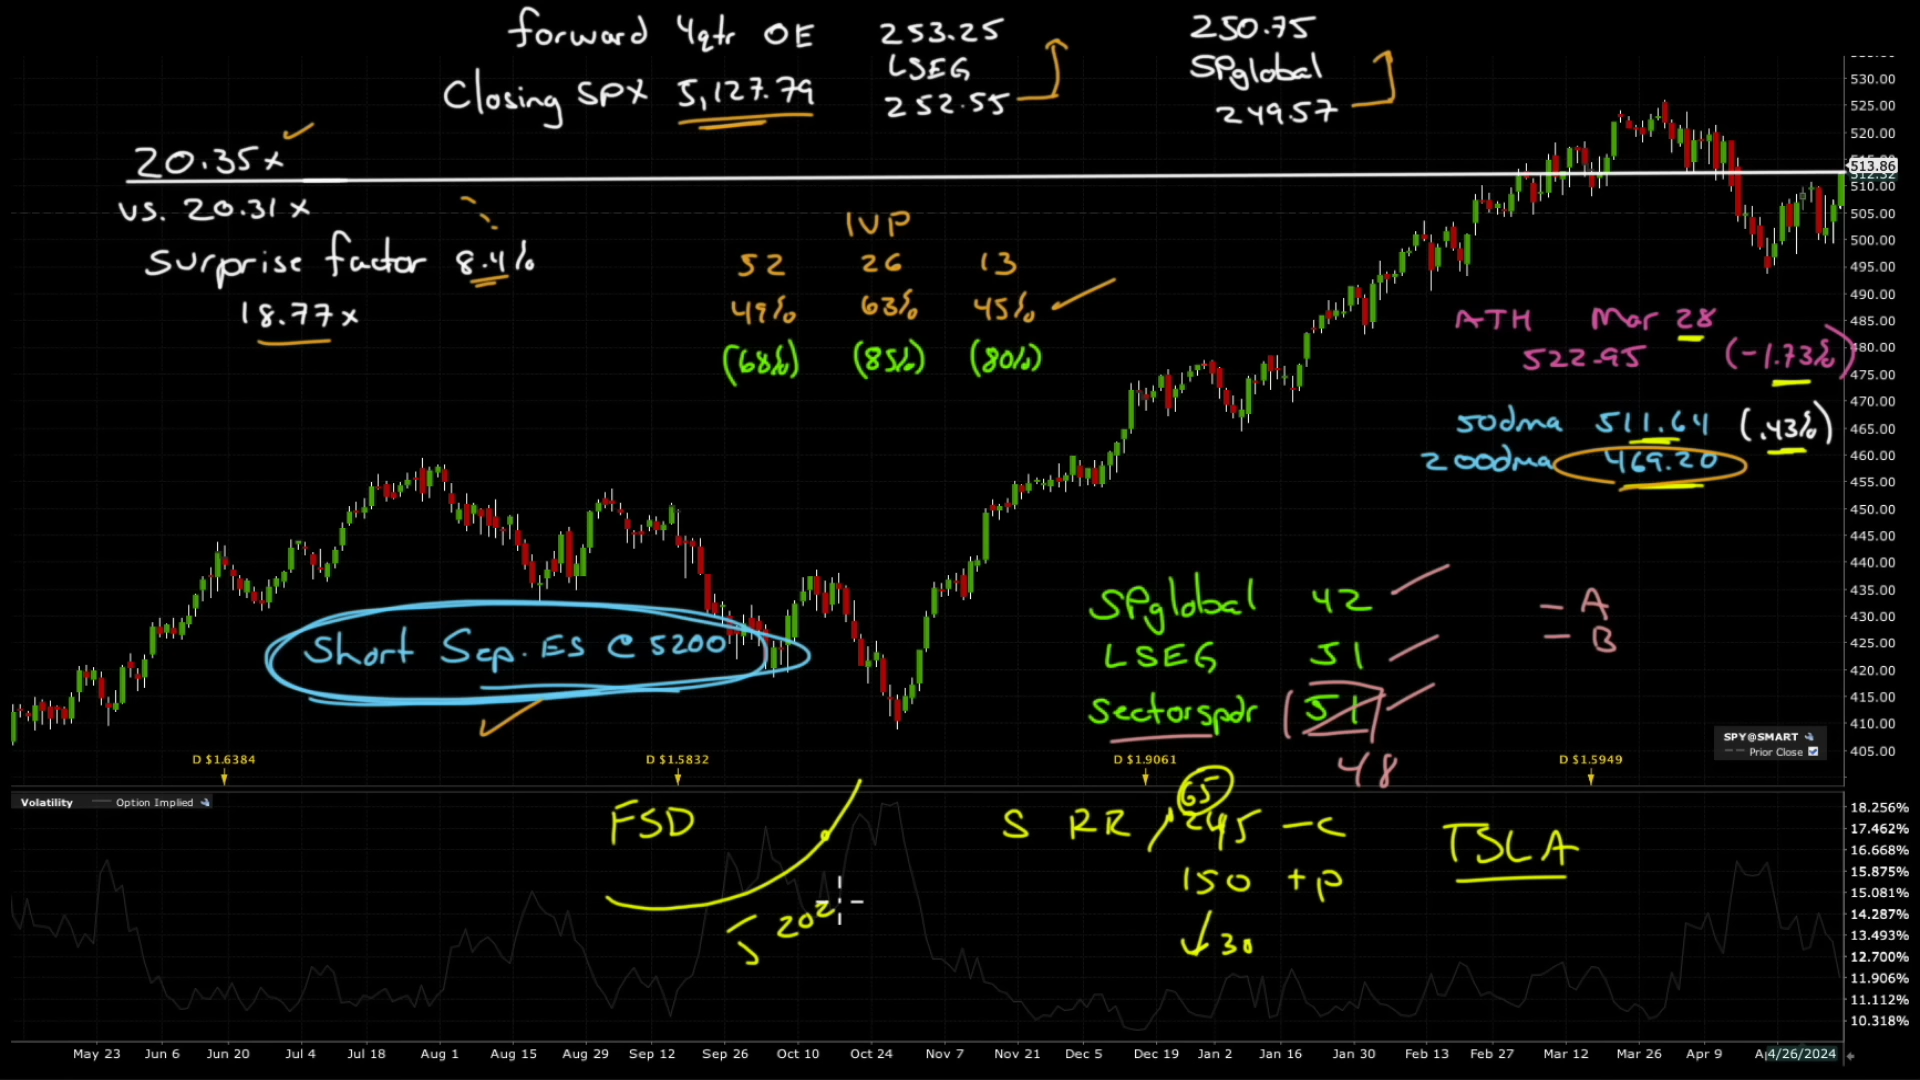 forward 4qtr OE 253.25 250.75
LSEG SPglobal
Closing SPX 5,127.79 252.55 249.57
20.35x
vs. 20.31x
Surprise factor 8.4%
18.77x
IVP
52 26 13
49% 63% 45%
(68%) (85%) (80%)
ATH Mar 28
522.95 (-1.73%)
50dma 511.64 (.43%)
200dma 469.20
Short Sep. ES @ 5200
SPglobal 42
LSEG 51
Sectorspdr (51)
48
- A
- B
D $1.6384 D $1.5832 D $1.9061 D $1.5949
SPY@SMART
Prior Close
Volatility Option Implied
FSD
5 202
65
S RR 245 - C
150 + p
30
TSLA
530.00
525.00
520.00
513.86
510.00
505.00
500.00
495.00
490.00
485.00
480.00
475.00
470.00
465.00
460.00
455.00
450.00
445.00
440.00
435.00
430.00
425.00
420.00
415.00
410.00
405.00
18.256%
17.462%
16.668%
15.875%
15.081%
14.287%
13.493%
12.700%
11.906%
11.112%
10.318%
May 23 Jun 6 Jun 20 Jul 4 Jul 18 Aug 1 Aug 15 Aug 29 Sep 12 Sep 26 Oct 10 Oct 24 Nov 7 Nov 21 Dec 5 Dec 19 Jan 2 Jan 16 Jan 30 Feb 13 Feb 27 Mar 12 Mar 26 Apr 9 4/26/2024